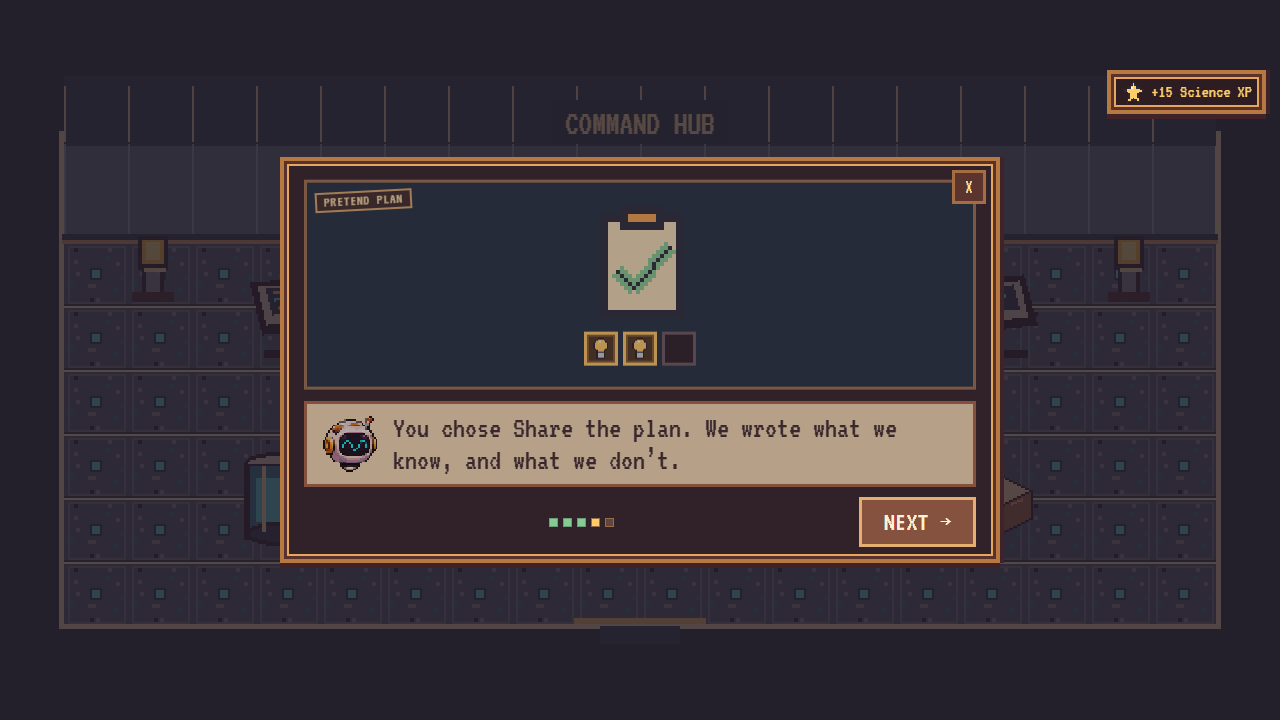 COMMAND HUB
+15 Science XP
PRETEND PLAN
X
You chose Share the plan. We wrote what we
know, and what we don't.
NEXT →